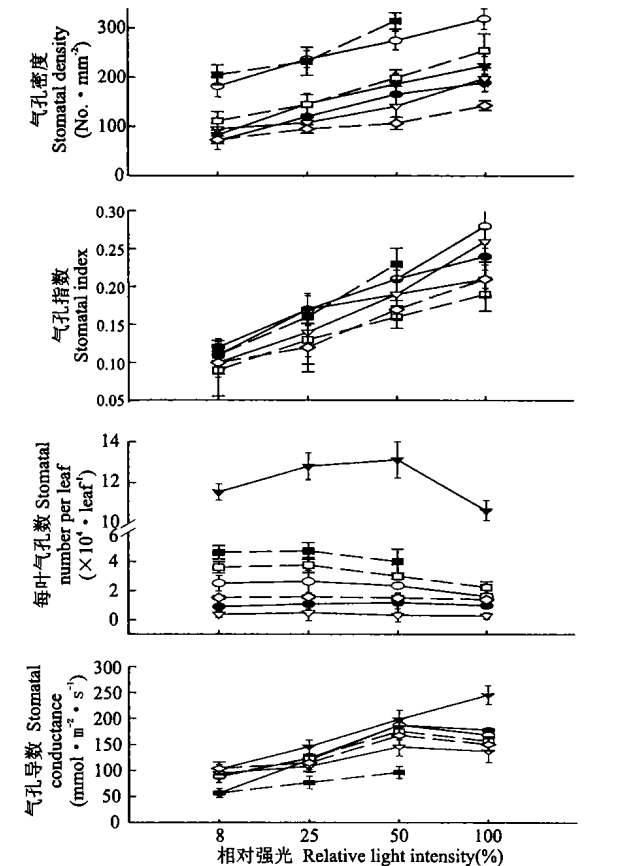 气孔密度
Stomatal density
(No. • mm⁻²)
300
200
100
0
气孔指数
Stomatal index
0.30
0.25
0.20
0.15
0.10
0.05
每叶气孔数 Stomatal
number per leaf
(×10⁴ • leaf⁻¹)
14
12
10
6
4
2
0
气孔导数 Stomatal
conductance
(mmol • m⁻² • s⁻¹)
300
250
200
150
100
50
0
8 25 50 100
相对强光 Relative light intensity(%)